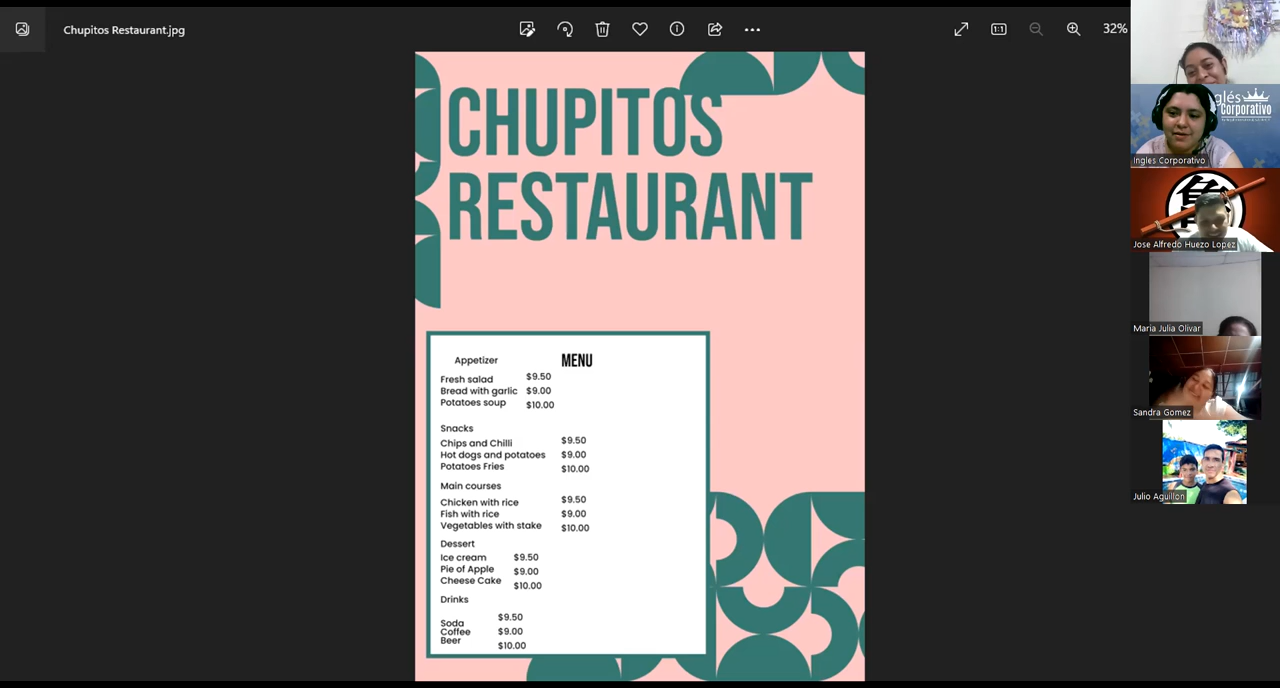 Chupitos Restaurant.jpg
32%
CHUPITOS
RESTAURANT
Appetizer
MENU
Fresh salad $9.50
Bread with garlic $9.00
Potatoes soup $10.00
Snacks
Chips and Chilli $9.50
Hot dogs and potatoes $9.00
Potatoes Fries $10.00
Main courses
Chicken with rice $9.50
Fish with rice $9.00
Vegetables with stake $10.00
Dessert
Ice cream $9.50
Pie of Apple $9.00
Cheese Cake $10.00
Drinks
Soda $9.50
Coffee $9.00
Beer $10.00
glés
Corporativo
Ingles Corporativo
Jose Alfredo Huezo Lopez
Maria Julia Olivar
Sandra Gomez
Julio Aguillon